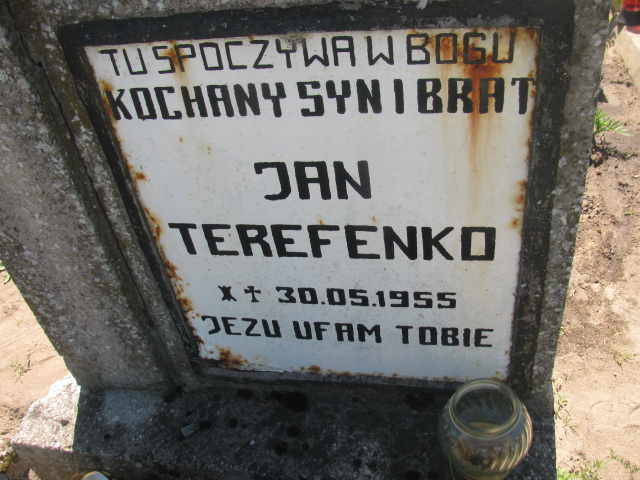 TU SPOCZYWA W BOGU
KOCHANY SYN I BRAT
JAN
TEREFENKO
* † 30.05.1955
JEZU UFAM TOBIE